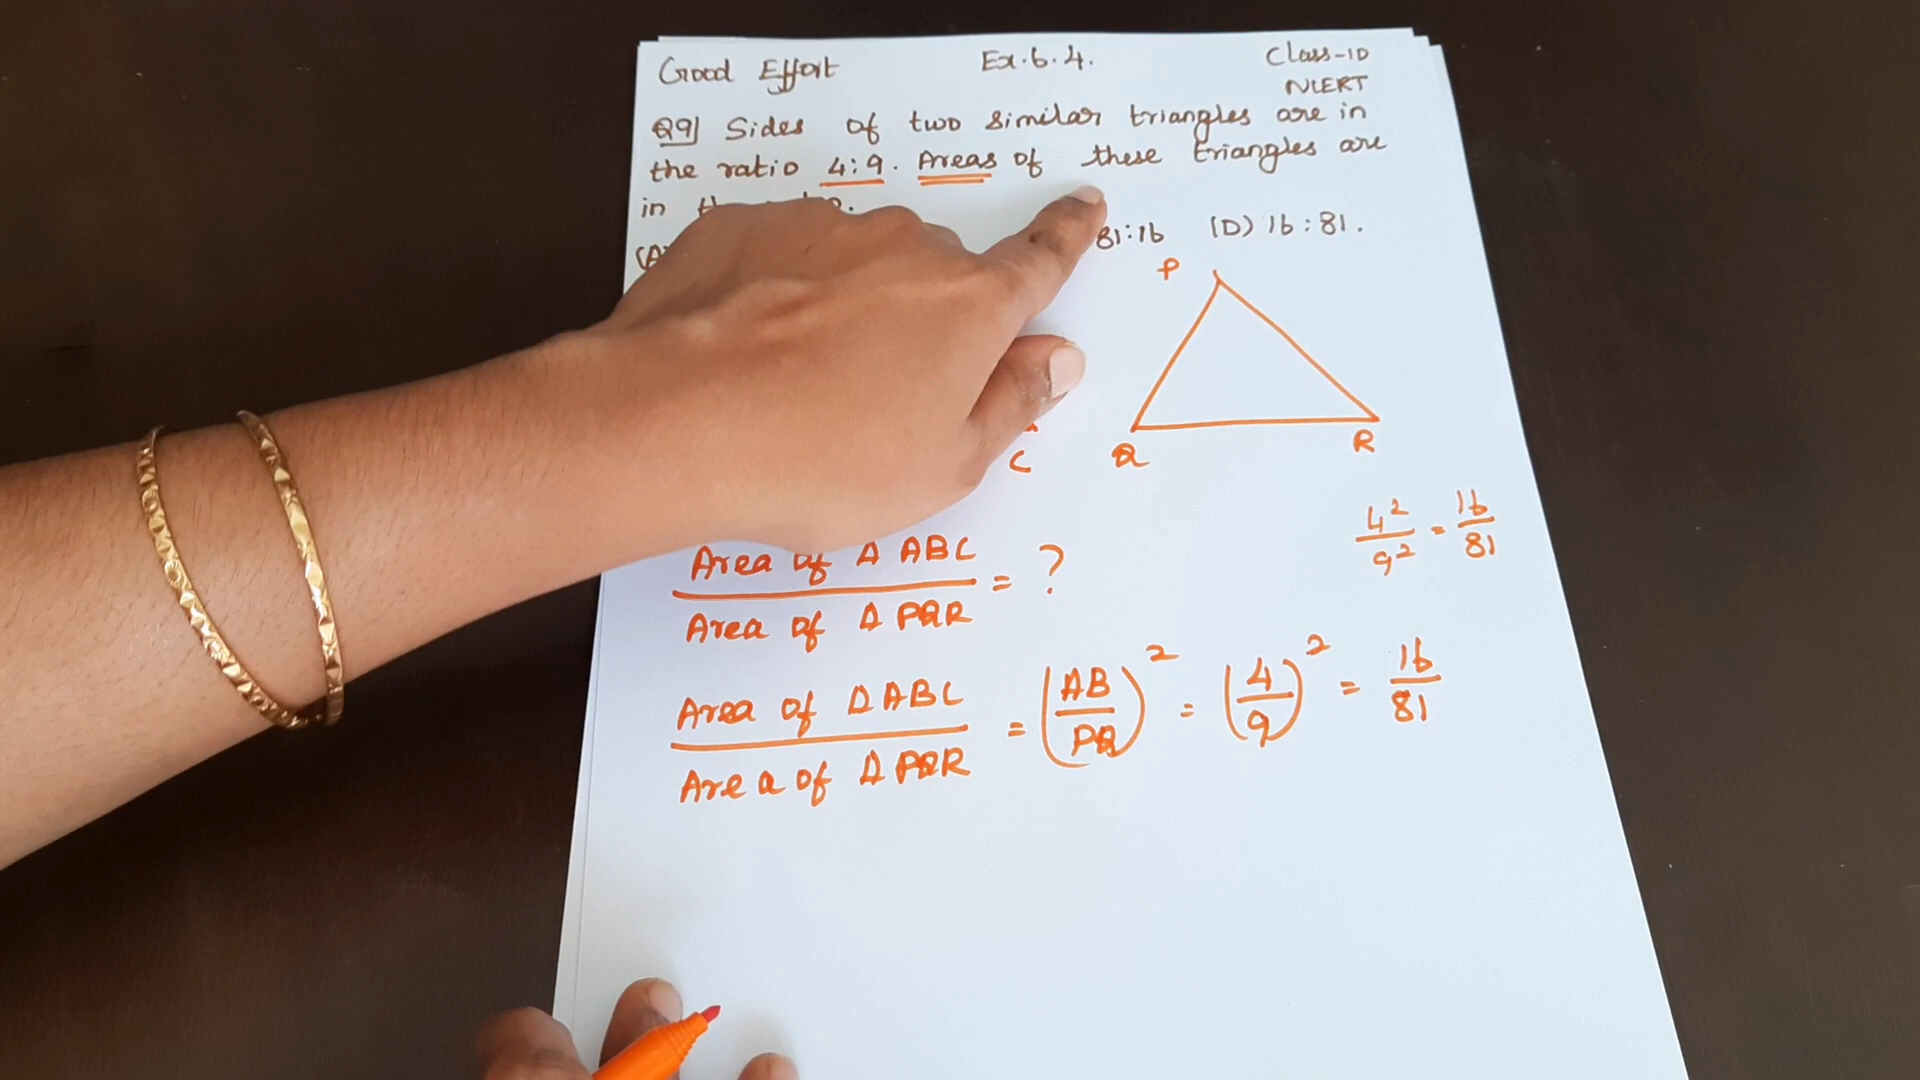 Good Effort Ex.6.4. Class-10
NCERT
Q9) Sides of two similar triangles are in
the ratio 4:9. Areas of these triangles are
in
(A) 81:16 (D) 16:81.
P
Q R
C
4² / 9² = 16 / 81
Area of Δ ABC / Area of Δ PQR = ?
Area of Δ ABC / Area of Δ PQR = (AB / PQ)² = (4 / 9)² = 16 / 81